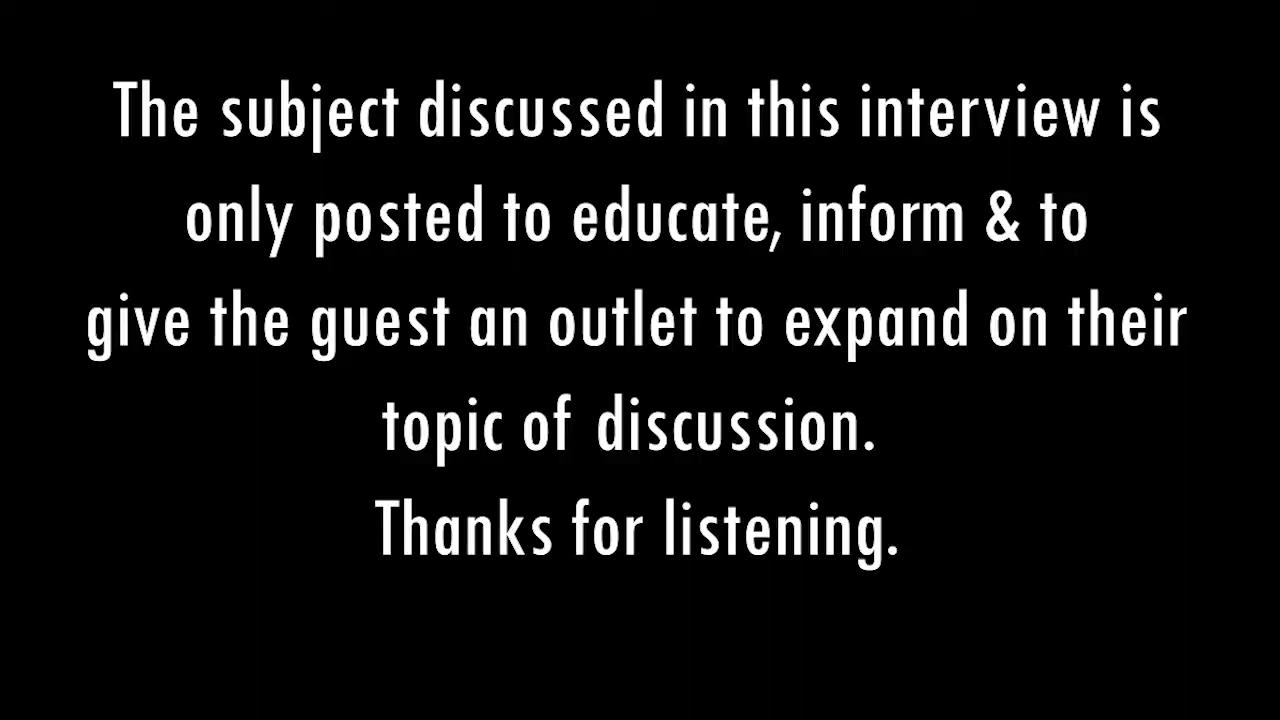 The subject discussed in this interview is
only posted to educate, inform & to
give the guest an outlet to expand on their
topic of discussion.
Thanks for listening.